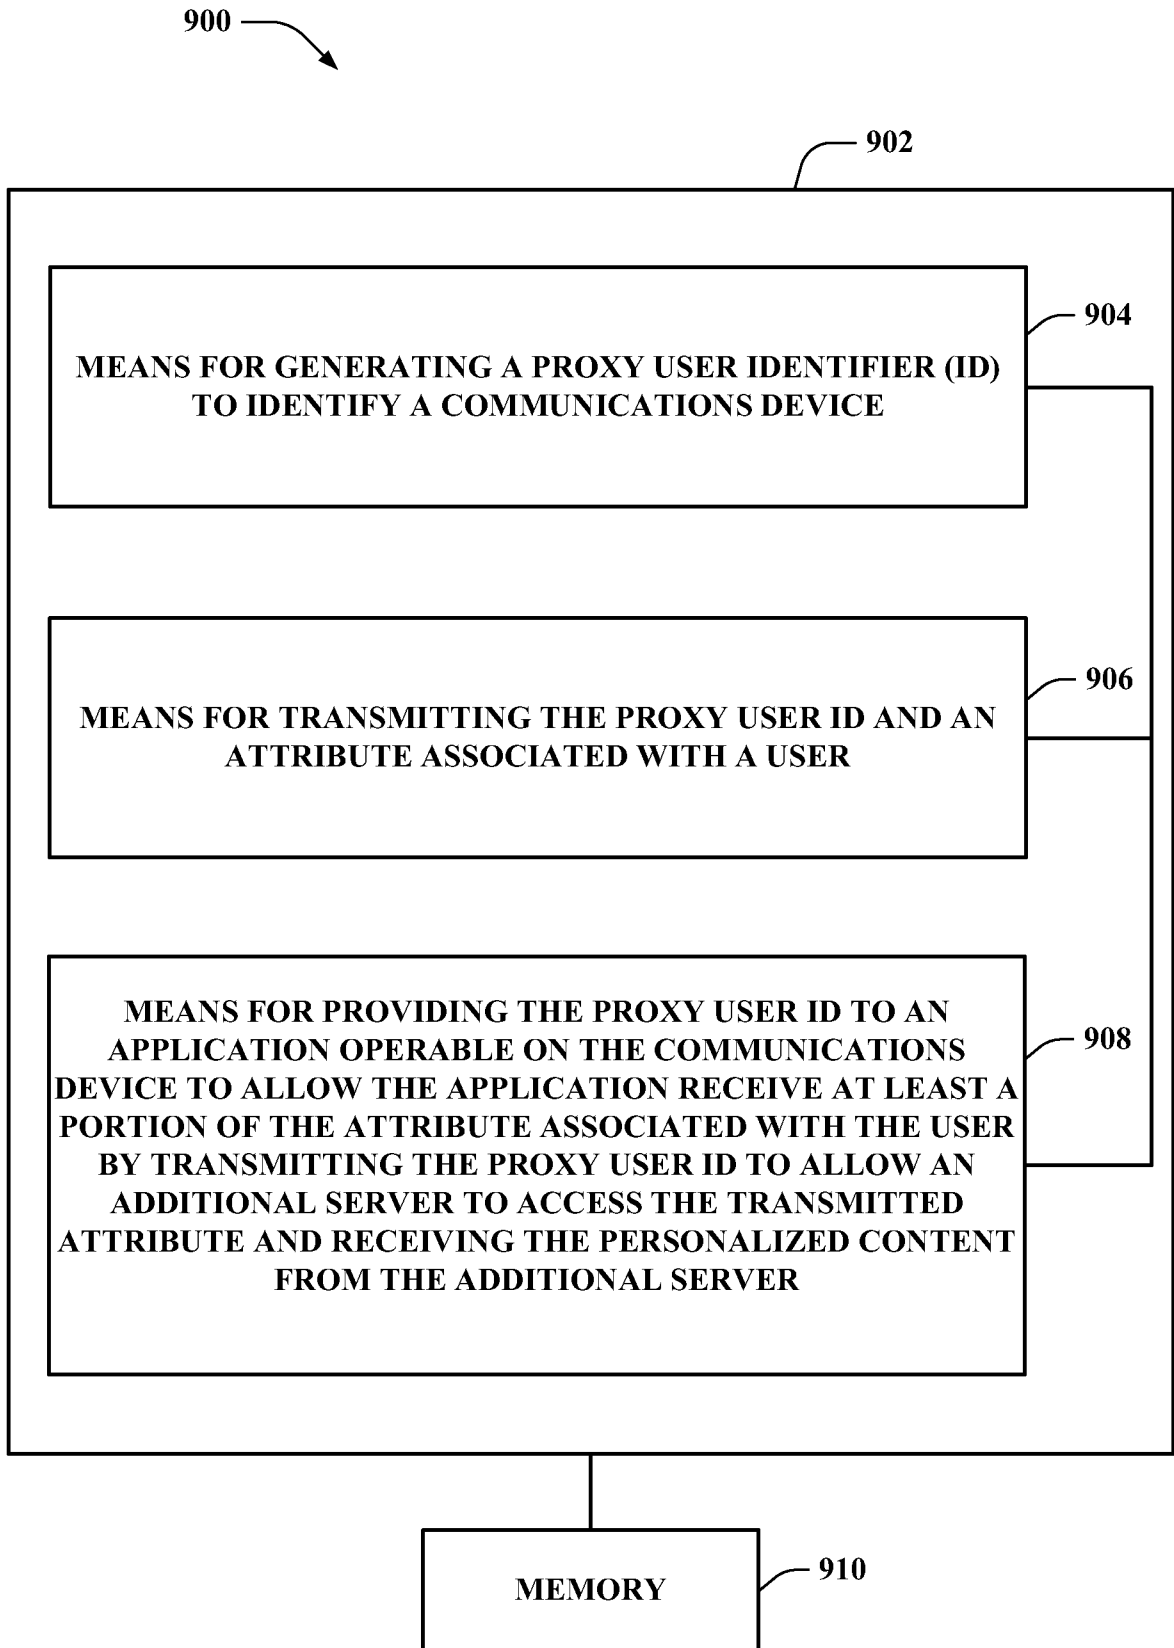 900
902
904
MEANS FOR GENERATING A PROXY USER IDENTIFIER (ID)
TO IDENTIFY A COMMUNICATIONS DEVICE
906
MEANS FOR TRANSMITTING THE PROXY USER ID AND AN
ATTRIBUTE ASSOCIATED WITH A USER
908
MEANS FOR PROVIDING THE PROXY USER ID TO AN
APPLICATION OPERABLE ON THE COMMUNICATIONS
DEVICE TO ALLOW THE APPLICATION RECEIVE AT LEAST A
PORTION OF THE ATTRIBUTE ASSOCIATED WITH THE USER
BY TRANSMITTING THE PROXY USER ID TO ALLOW AN
ADDITIONAL SERVER TO ACCESS THE TRANSMITTED
ATTRIBUTE AND RECEIVING THE PERSONALIZED CONTENT
FROM THE ADDITIONAL SERVER
910
MEMORY